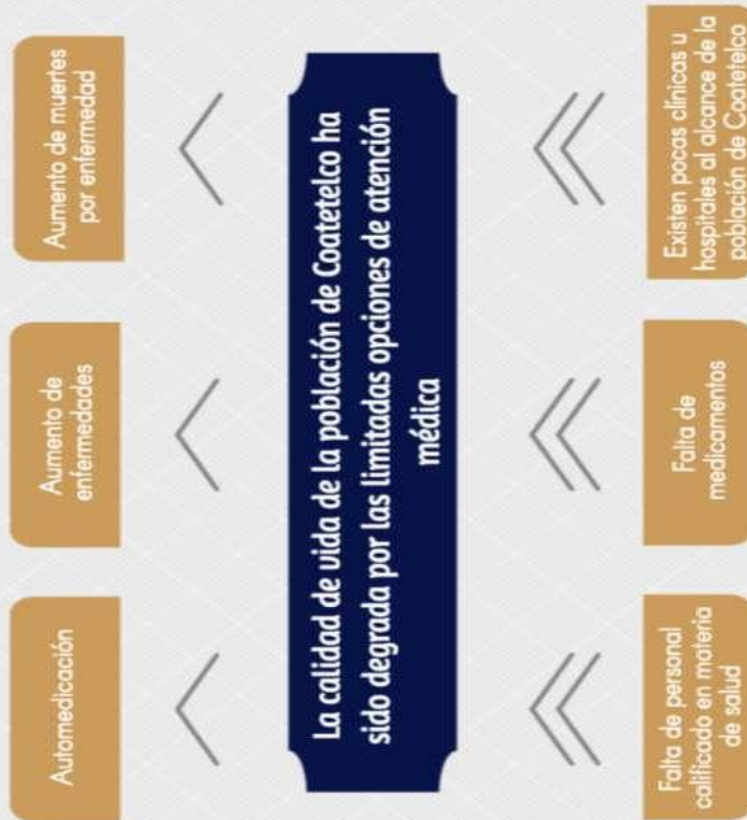 Automedicación
Aumento de
enfermedades
Aumento de muertes
por enfermedad
La calidad de vida de la población de Coatetelco ha
sido degrada por las limitadas opciones de atención
médica
Falta de personal
calificado en materia
de salud
Falta de
medicamentos
Existen pocas clínicas u
hospitales al alcance de la
población de Coatetelco